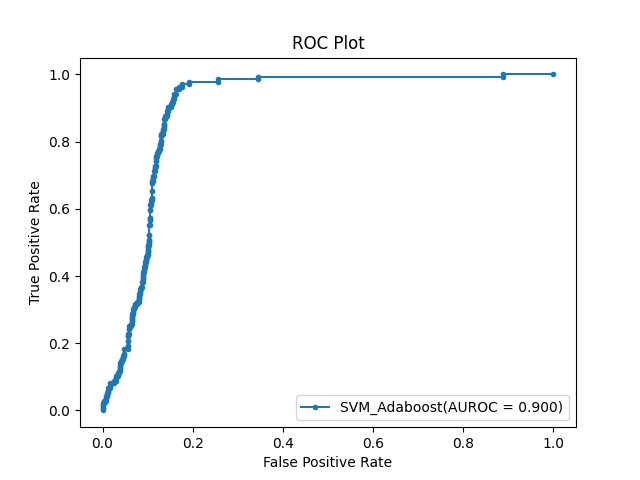 ROC Plot
True Positive Rate
1.0
0.8
0.6
0.4
0.2
0.0
SVM_Adaboost(AUROC = 0.900)
0.0 0.2 0.4 0.6 0.8 1.0
False Positive Rate